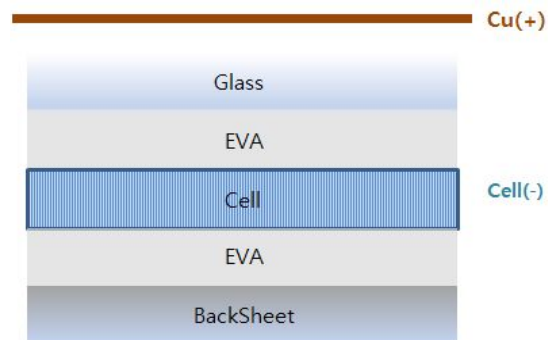 Cu(+)
Glass
EVA
Cell
Cell(-)
EVA
BackSheet